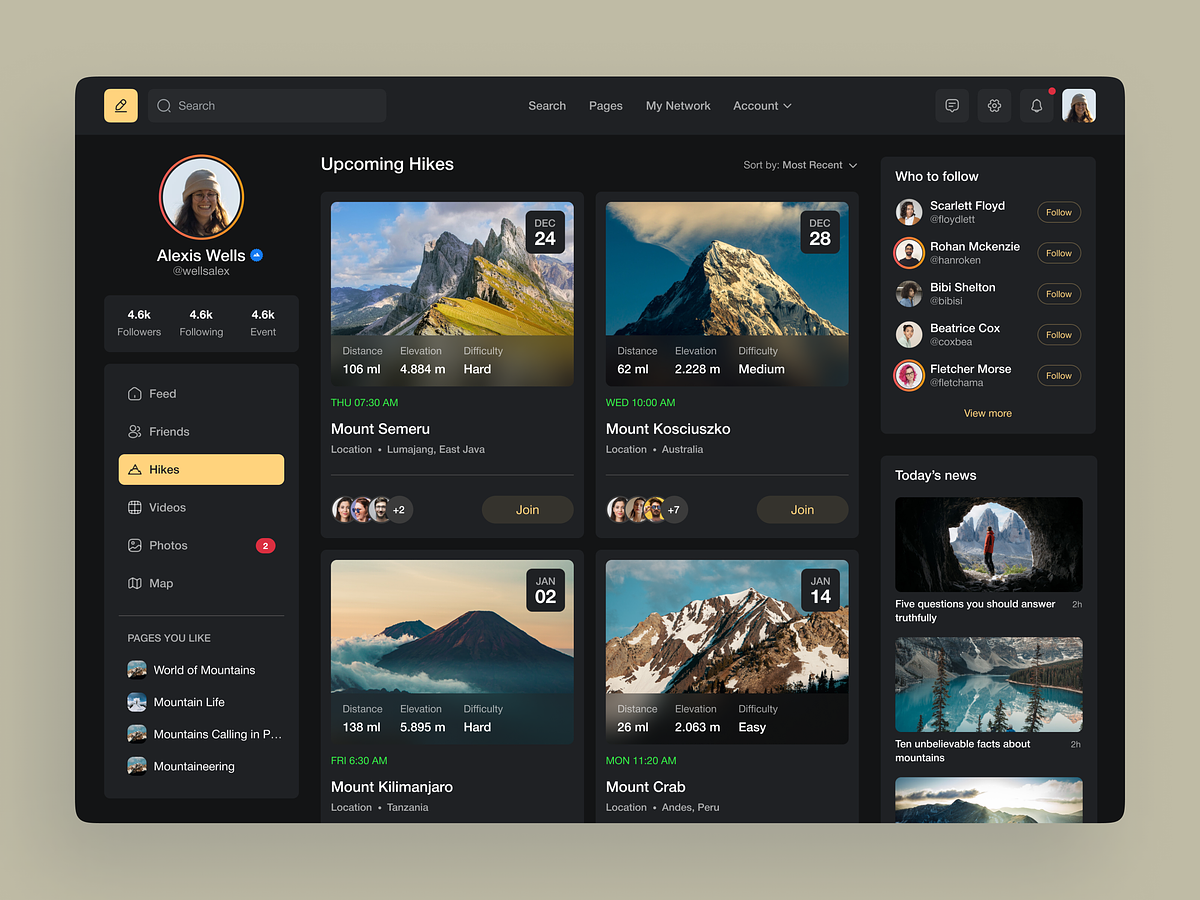 Search
Search
Pages
My Network
Account
Alexis Wells
@wellsalex
4.6k
Followers
4.6k
Following
4.6k
Event
Feed
Friends
Hikes
Videos
Photos
2
Map
PAGES YOU LIKE
World of Mountains
Mountain Life
Mountains Calling in P…
Mountaineering
Upcoming Hikes
Sort by: Most Recent
DEC
24
Distance
106 ml
Elevation
4.884 m
Difficulty
Hard
THU 07:30 AM
Mount Semeru
Location • Lumajang, East Java
+2
Join
DEC
28
Distance
62 ml
Elevation
2.228 m
Difficulty
Medium
WED 10:00 AM
Mount Kosciuszko
Location • Australia
+7
Join
JAN
02
Distance
138 ml
Elevation
5.895 m
Difficulty
Hard
FRI 6:30 AM
Mount Kilimanjaro
Location • Tanzania
JAN
14
Distance
26 ml
Elevation
2.063 m
Difficulty
Easy
MON 11:20 AM
Mount Crab
Location • Andes, Peru
Who to follow
Scarlett Floyd
@floydlett
Follow
Rohan Mckenzie
@hanroken
Follow
Bibi Shelton
@bibisi
Follow
Beatrice Cox
@coxbea
Follow
Fletcher Morse
@fletchama
Follow
View more
Today’s news
Five questions you should answer
truthfully
2h
Ten unbelievable facts about
mountains
2h